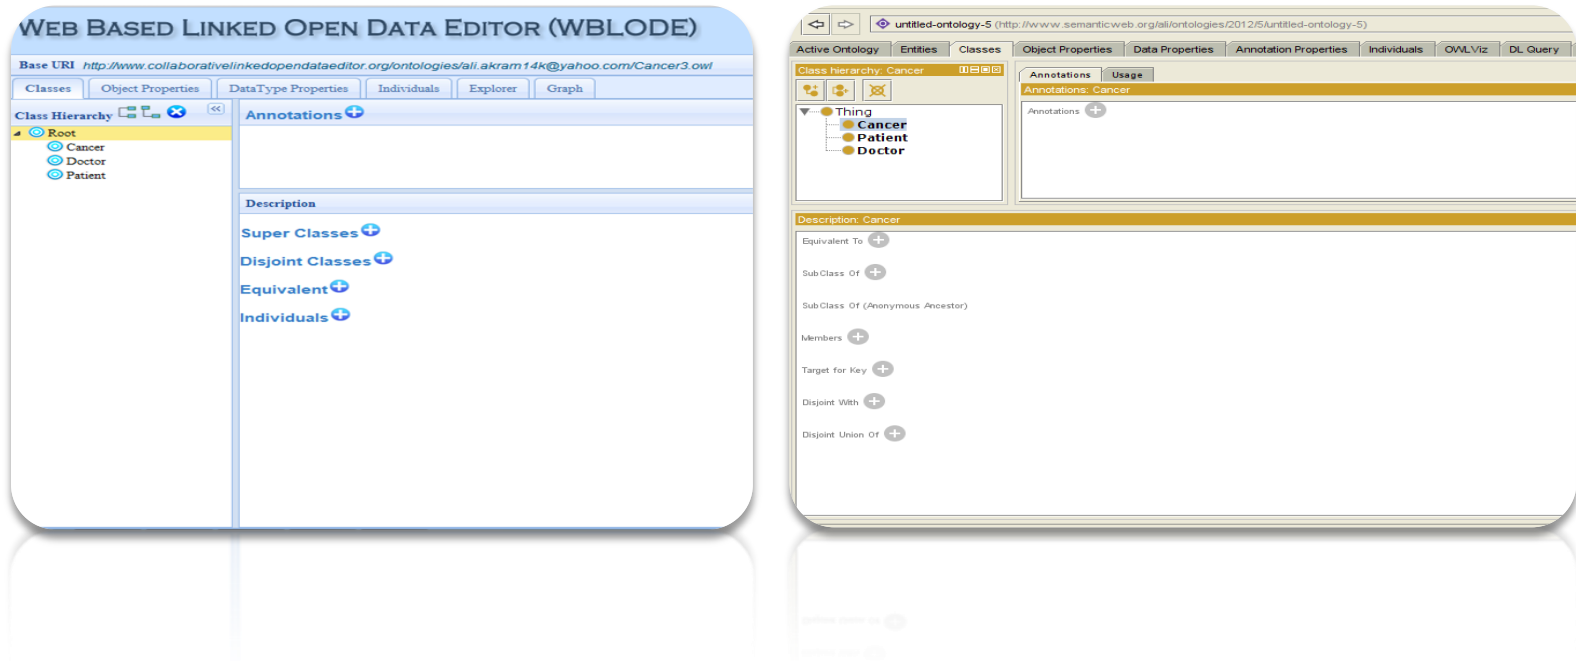 WEB BASED LINKED OPEN DATA EDITOR (WBLODE)
Base URI http://www.collaborativelinkedopendataeditor.org/ontologies/ali.akram14k@yahoo.com/Cancer3.owl
Classes Object Properties DataType Properties Individuals Explorer Graph
Class Hierarchy
Root
Cancer
Doctor
Patient
Annotations
Description
Super Classes
Disjoint Classes
Equivalent
Individuals
untitled-ontology-5 (http://www.semanticweb.org/ali/ontologies/2012/5/untitled-ontology-5)
Active Ontology Entities Classes Object Properties Data Properties Annotation Properties Individuals OWLViz DL Query
Class hierarchy: Cancer
Thing
Cancer
Patient
Doctor
Annotations Usage
Annotations: Cancer
Annotations
Description: Cancer
Equivalent To
SubClass Of
SubClass Of (Anonymous Ancestor)
Members
Target for Key
Disjoint With
Disjoint Union Of